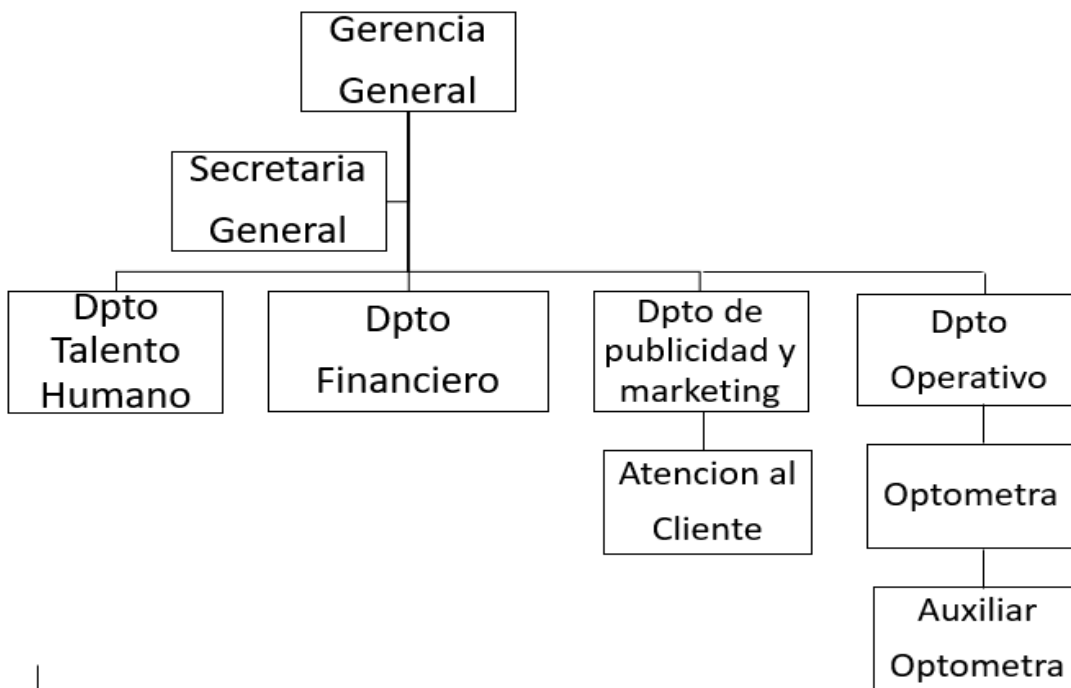 Gerencia
General
Secretaria
General
Dpto
Talento
Humano
Dpto
Financiero
Dpto de
publicidad y
marketing
Dpto
Operativo
Atencion al
Cliente
Optometra
Auxiliar
Optometra